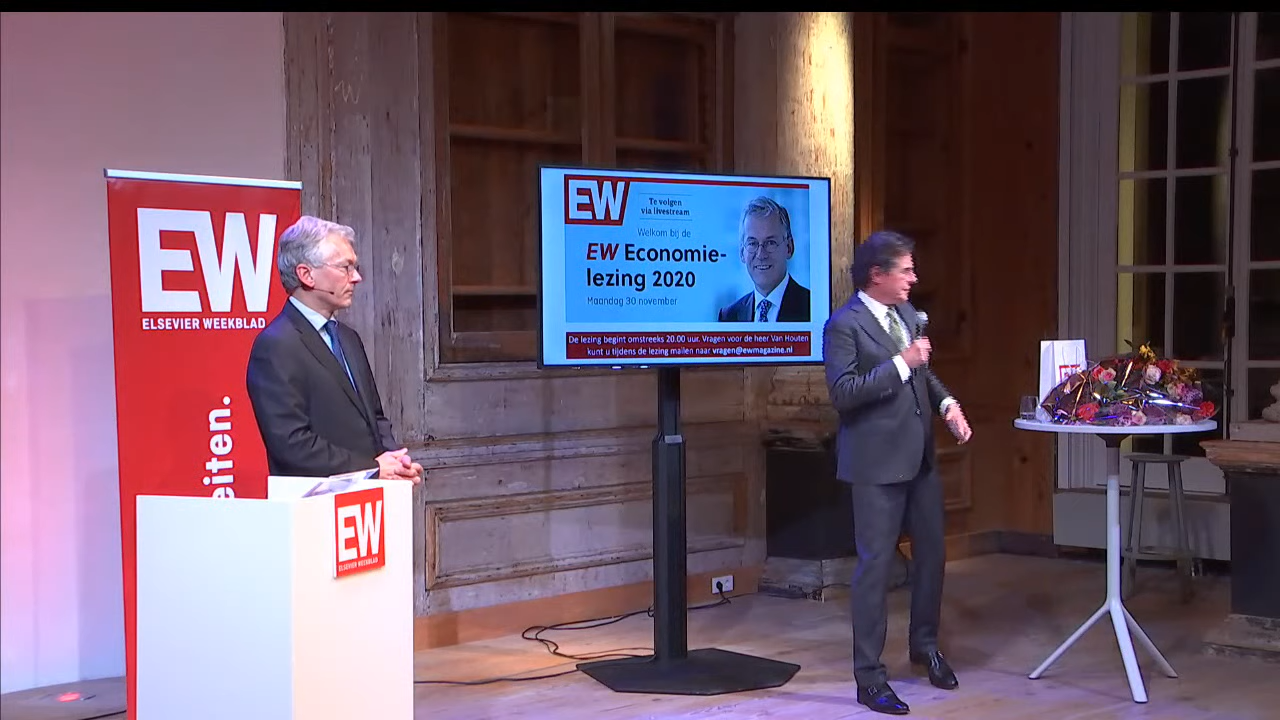 EW
ELSEVIER WEEKBLAD
eiten.
EW
Te volgen
via livestream
Welkom bij de
EW Economie-
lezing 2020
Maandag 30 november
De lezing begint omstreeks 20.00 uur. Vragen voor de heer Van Houten
kunt u tijdens de lezing mailen naar vragen@ewmagazine.nl
EW
ELSEVIER WEEKBLAD
EW